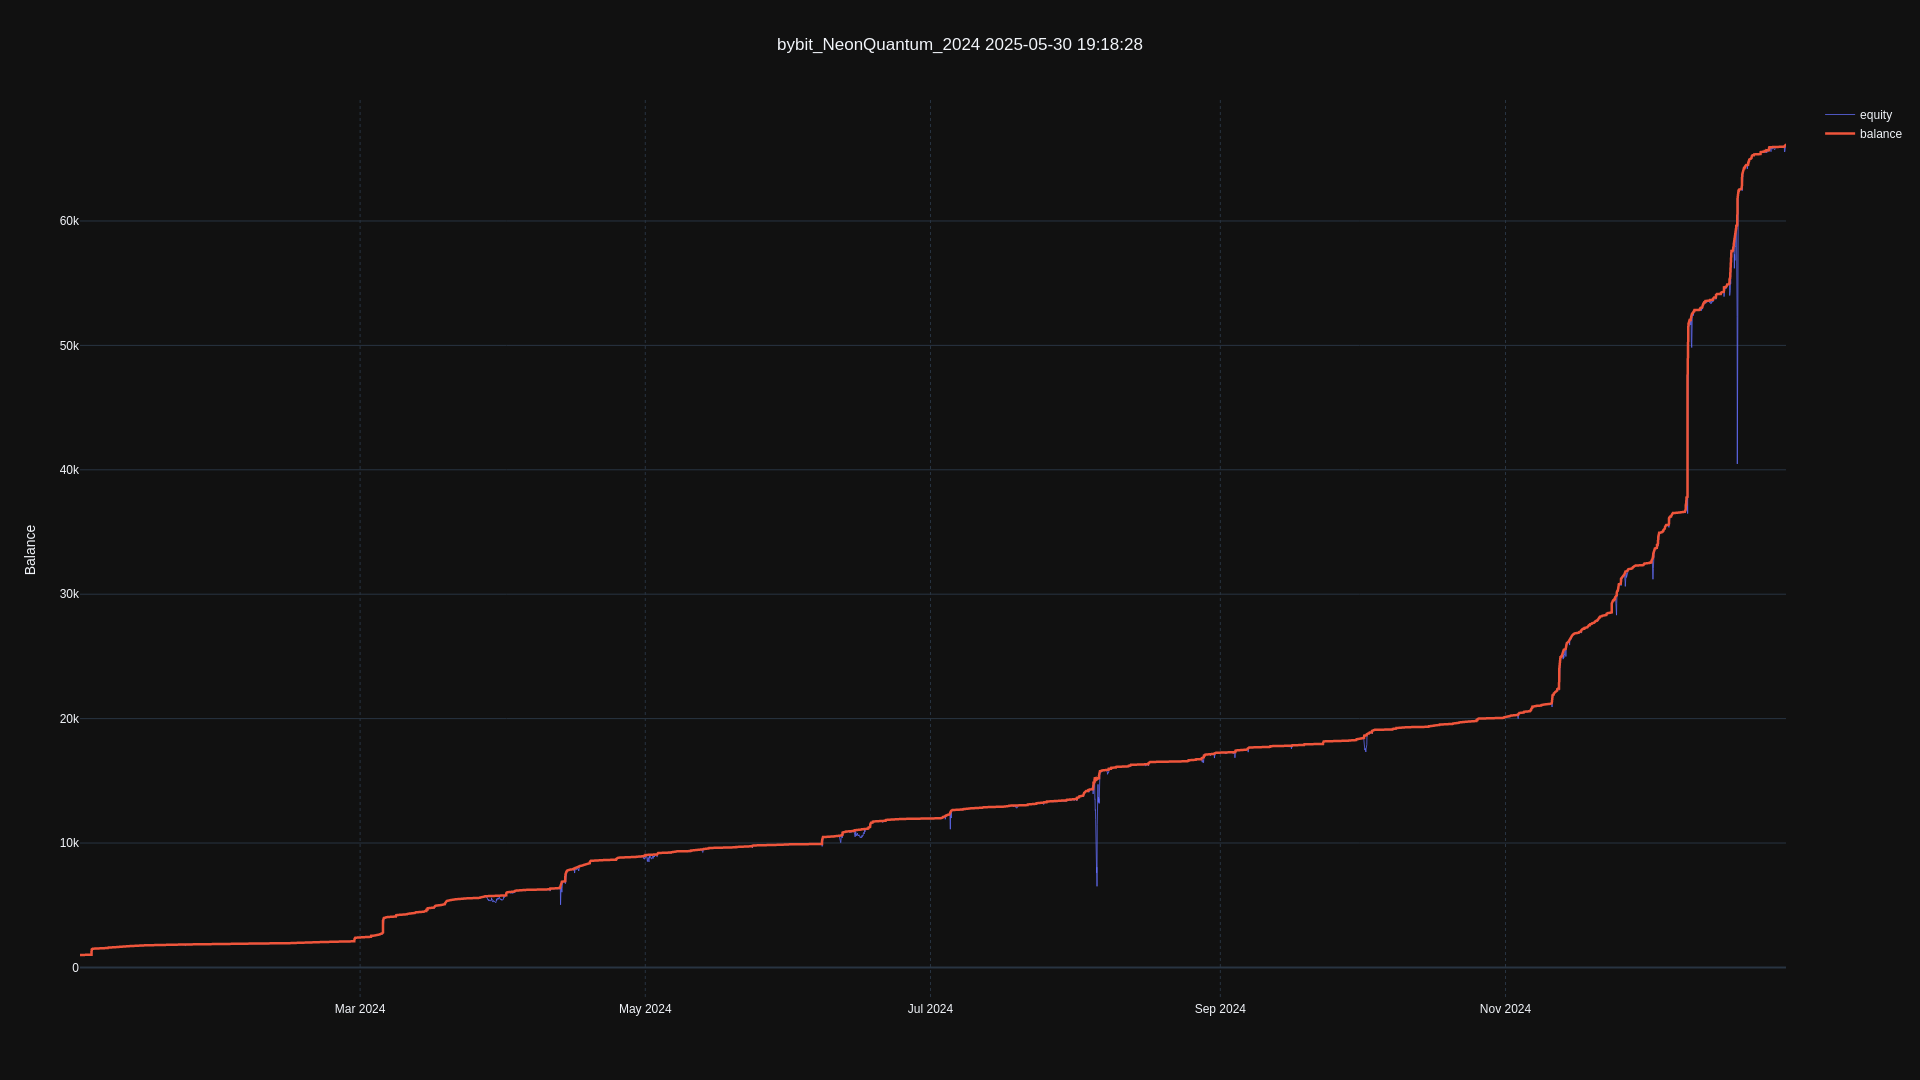 bybit_NeonQuantum_2024 2025-05-30 19:18:28
equity
balance
60k
50k
40k
30k
20k
10k
0
Balance
Mar 2024
May 2024
Jul 2024
Sep 2024
Nov 2024